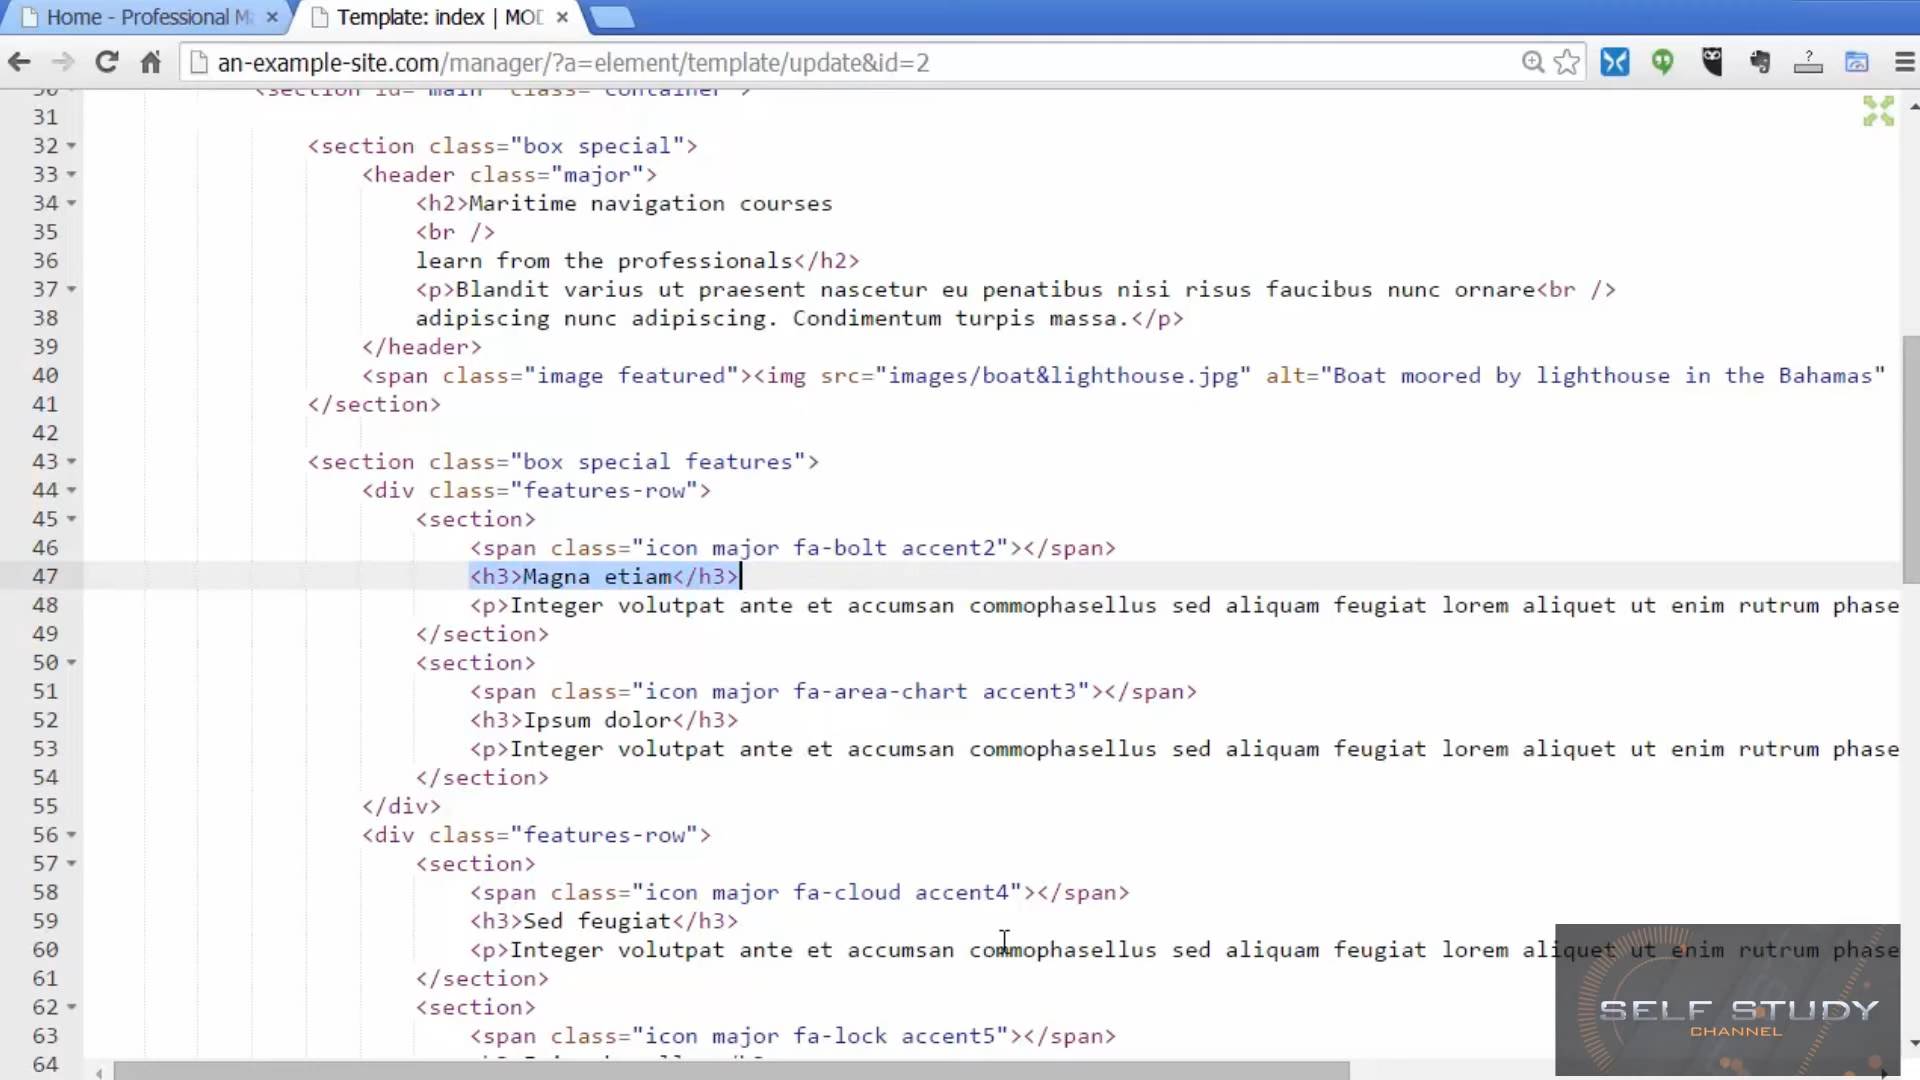 Home - Professional M
Template: index | MOD
an-example-site.com/manager/?a=element/template/update&id=2
30 <section id="main" class="container">
31
32 <section class="box special">
33 <header class="major">
34 <h2>Maritime navigation courses
35 <br />
36 learn from the professionals</h2>
37 <p>Blandit varius ut praesent nascetur eu penatibus nisi risus faucibus nunc ornare<br />
38 adipiscing nunc adipiscing. Condimentum turpis massa.</p>
39 </header>
40 <span class="image featured"><img src="images/boat&lighthouse.jpg" alt="Boat moored by lighthouse in the Bahamas"
41 </section>
42
43 <section class="box special features">
44 <div class="features-row">
45 <section>
46 <span class="icon major fa-bolt accent2"></span>
47 <h3>Magna etiam</h3>
48 <p>Integer volutpat ante et accumsan commophasellus sed aliquam feugiat lorem aliquet ut enim rutrum phase
49 </section>
50 <section>
51 <span class="icon major fa-area-chart accent3"></span>
52 <h3>Ipsum dolor</h3>
53 <p>Integer volutpat ante et accumsan commophasellus sed aliquam feugiat lorem aliquet ut enim rutrum phase
54 </section>
55 </div>
56 <div class="features-row">
57 <section>
58 <span class="icon major fa-cloud accent4"></span>
59 <h3>Sed feugiat</h3>
60 <p>Integer volutpat ante et accumsan commophasellus sed aliquam feugiat lorem aliquet ut enim rutrum phase
61 </section>
62 <section>
63 <span class="icon major fa-lock accent5"></span>
64
SELF STUDY
CHANNEL